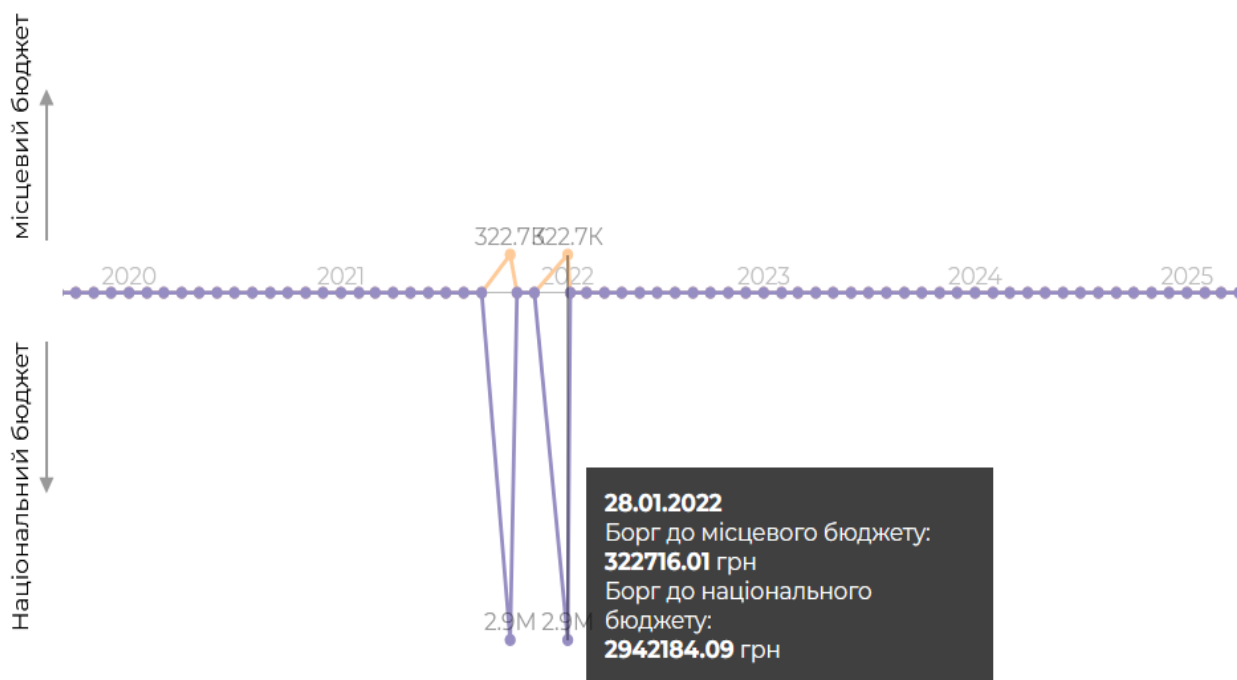 місцевий бюджет
Національний бюджет
322.7K
322.7K
2020
2021
2022
2023
2024
2025
2.9M
2.9M
28.01.2022
Борг до місцевого бюджету:
322716.01 грн
Борг до національного
бюджету:
2942184.09 грн